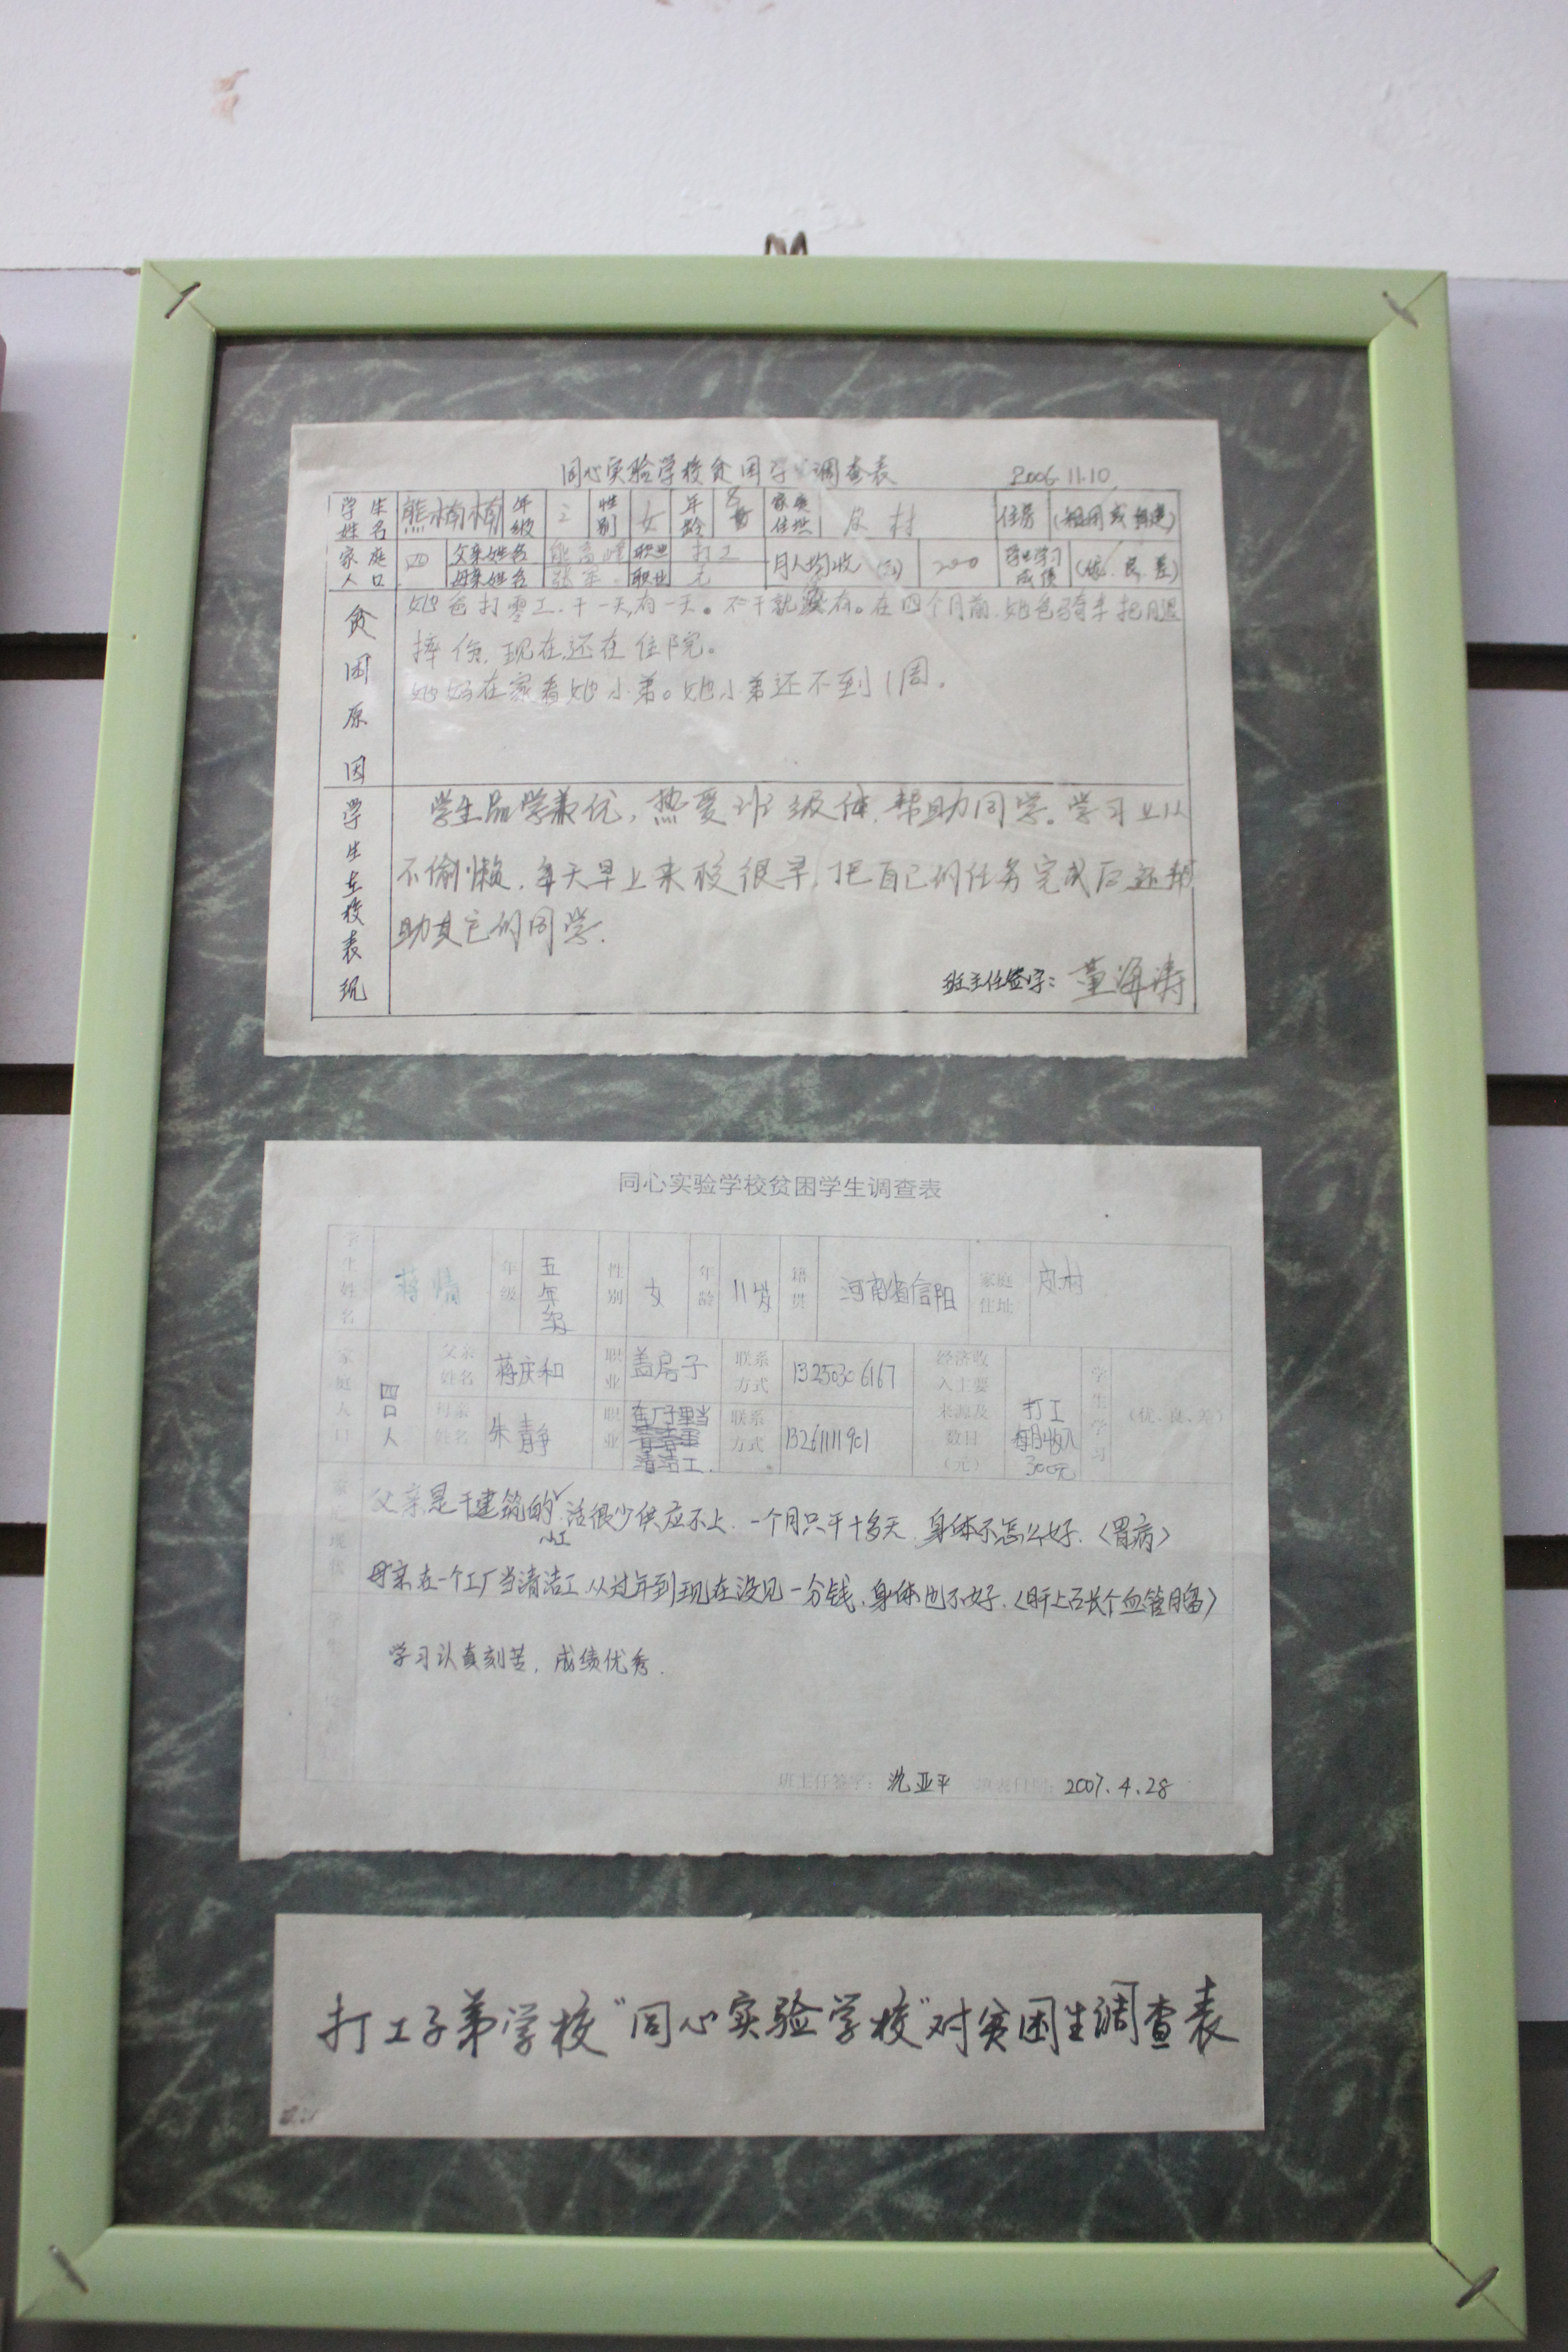 同心实验学校贫困学 调查表 2006.11.10
学生姓名 熊楠楠 年级 三 性别 女 年龄 8 家庭住址 皮村 住房 (租用或自建)
家庭人口 四 父亲姓名 熊高峰 职业 打工 月人均收 (元) 200 学生学习成绩 (优、良、差)
母亲姓名 张军 职业 无
贫困原因
她爸打零工.干一天有一天。不干就没有。在四个月前.她爸骑车把腿
摔伤.现在还在住院。
她妈在家看她小弟。她小弟还不到1周.
学生在校表现
学生品学兼优,热爱班级体,帮助同学。学习上从
不偷懒.每天早上来校很早.把自己的任务完成后还帮
助其它的同学.
班主任签字: 董海涛
同心实验学校贫困学生调查表
学生姓名 蒋倩 年级 五年级 性别 女 年龄 11岁 籍贯 河南省信阳 家庭住址 皮村
家庭人口 四口人 父亲姓名 蒋庆和 职业 盖房子 联系方式 13250306167 经济收入主要来源及数目(元) 打工每月收入300元 学生学习 (优、良、差)
母亲姓名 朱静 职业 在厂子里当清洁工. 联系方式 13261111901
父亲是干建筑的小工.活很少供应不上.一个月只干十多天.身体不怎么好.〈胃病〉
母亲在一个工厂当清洁工.从过年到现在没见一分钱.身体也不好.〈肝上长个血管瘤〉
学习认真刻苦,成绩优秀.
班主任签字: 沈亚平 填表日期: 2007.4.28
打工子弟学校"同心实验学校"对贫困生调查表